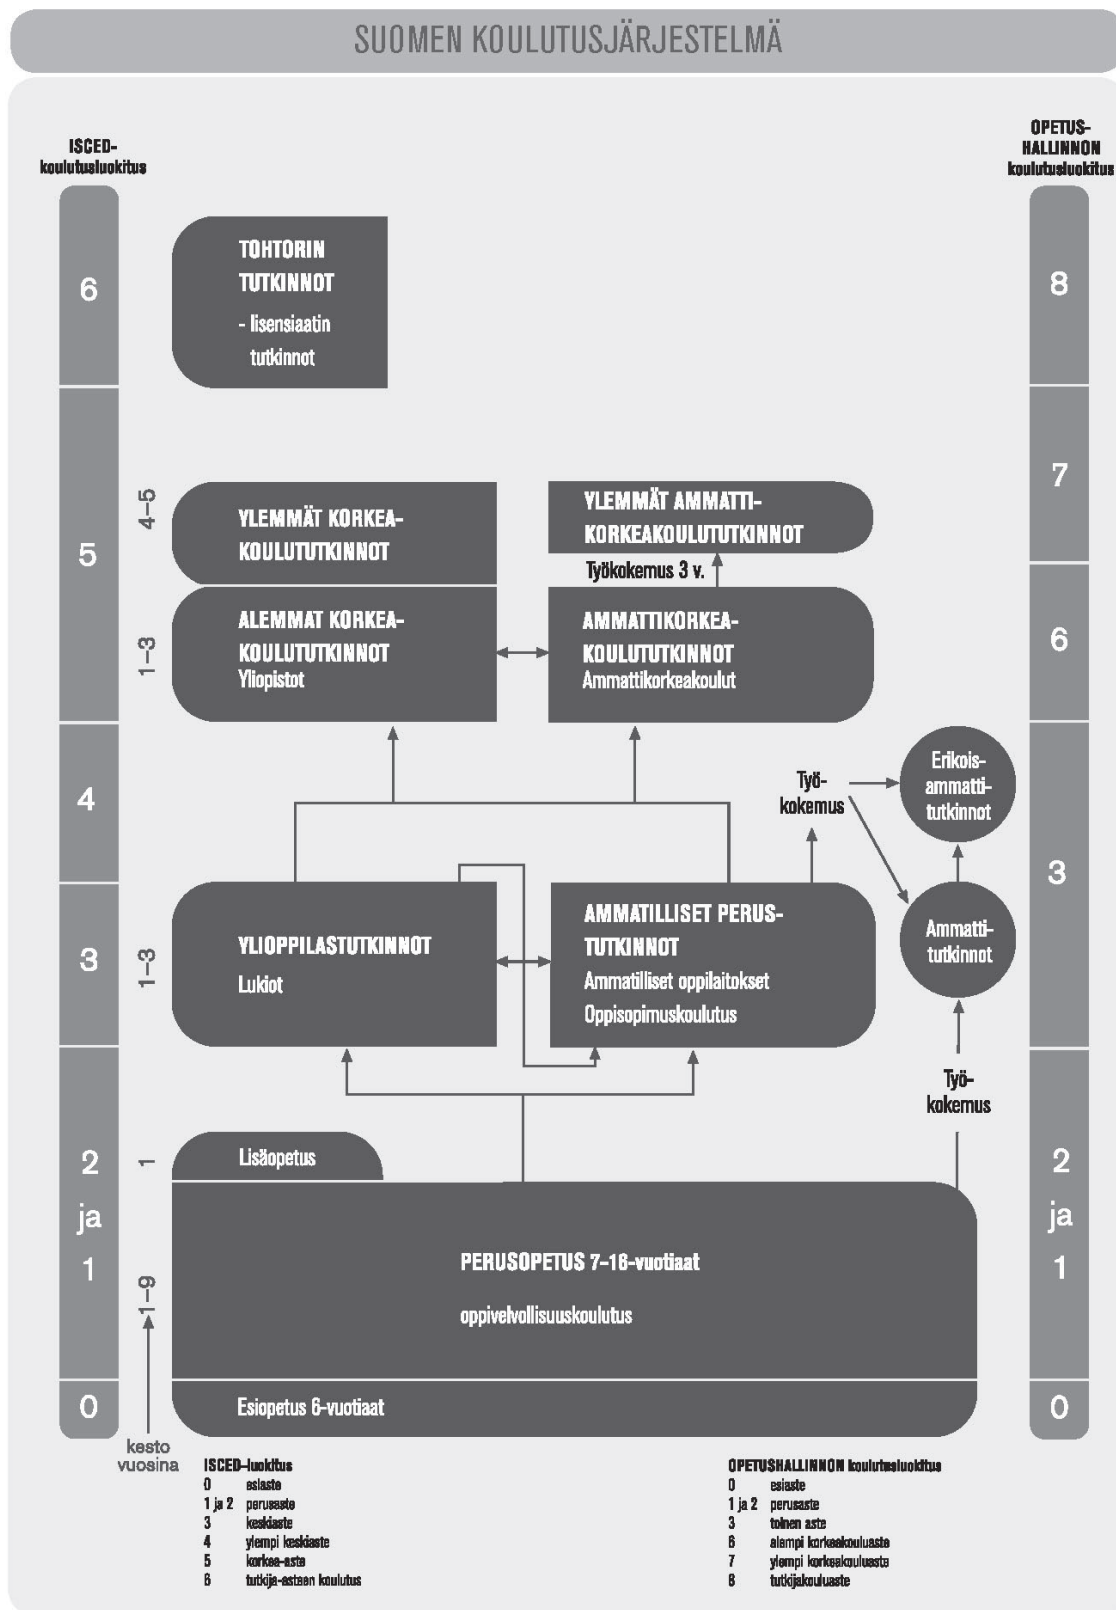 SUOMEN KOULUTUSJÄRJESTELMÄ
ISCED-
koulutusluokitus
OPETUS-
HALLINNON
koulutusluokitus
6
5
4
3
2
ja
1
0
4–5
1–3
1–3
1
1–9
kesto
vuosina
TOHTORIN
TUTKINNOT
- lisensiaatin
tutkinnot
YLEMMÄT KORKEA-
KOULUTUTKINNOT
YLEMMÄT AMMATTI-
KORKEAKOULUTUTKINNOT
Työkokemus 3 v.
ALEMMAT KORKEA-
KOULUTUTKINNOT
Yliopistot
AMMATTIKORKEA-
KOULUTUTKINNOT
Ammattikorkeakoulut
Työ-
kokemus
Erikois-
ammatti-
tutkinnot
YLIOPPILASTUTKINNOT
Lukiot
AMMATILLISET PERUS-
TUTKINNOT
Ammatilliset oppilaitokset
Oppisopimuskoulutus
Ammatti-
tutkinnot
Työ-
kokemus
Lisäopetus
PERUSOPETUS 7–16-vuotiaat
oppivelvollisuuskoulutus
Esiopetus 6-vuotiaat
8
7
6
3
2
ja
1
0
ISCED-luokitus
0 esiaste
1 ja 2 perusaste
3 keskiaste
4 ylempi keskiaste
5 korkea-aste
6 tutkija-asteen koulutus
OPETUSHALLINNON koulutusluokitus
0 esiaste
1 ja 2 perusaste
3 toinen aste
6 alempi korkeakouluaste
7 ylempi korkeakouluaste
8 tutkijakouluaste